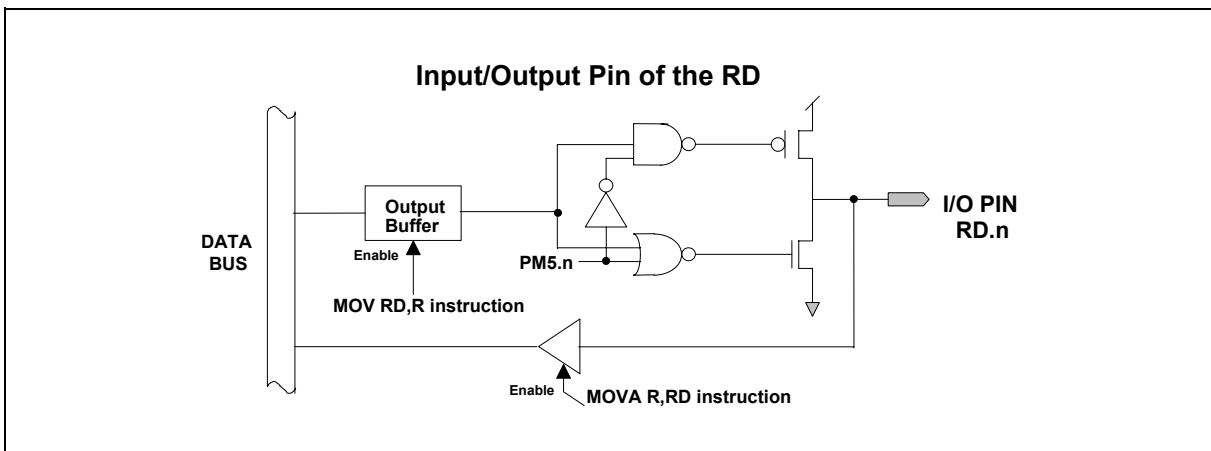 Input/Output Pin of the RD
Output
Buffer
I/O PIN
RD.n
DATA
BUS
Enable
PM5.n
MOV RD,R instruction
Enable
MOVA R,RD instruction